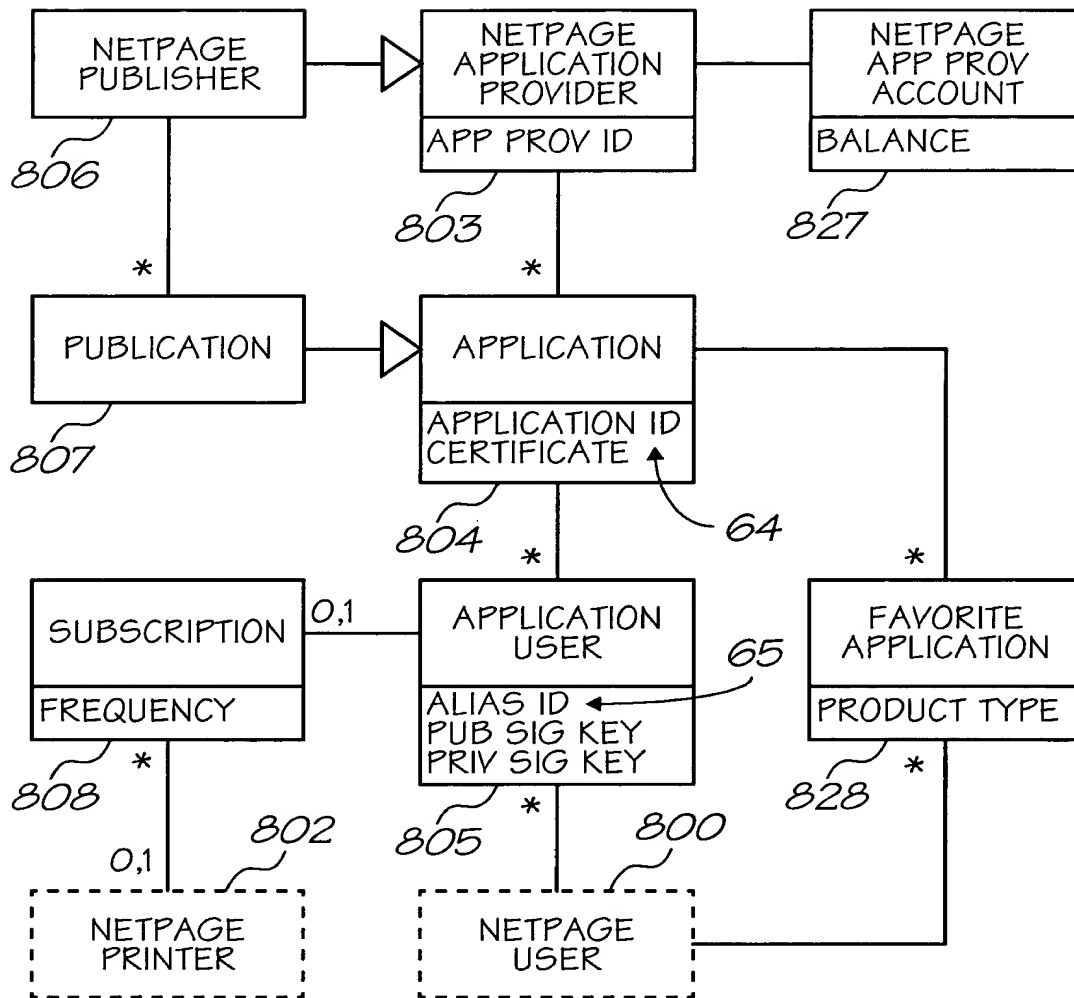 NETPAGE
PUBLISHER
NETPAGE
APPLICATION
PROVIDER
APP PROV ID
NETPAGE
APP PROV
ACCOUNT
BALANCE
806
803
827
*
*
PUBLICATION
APPLICATION
APPLICATION ID
CERTIFICATE
807
804
64
*
*
SUBSCRIPTION
FREQUENCY
0,1
APPLICATION
USER
ALIAS ID
PUB SIG KEY
PRIV SIG KEY
65
FAVORITE
APPLICATION
PRODUCT TYPE
808
*
805
*
828
*
802
800
0,1
NETPAGE
PRINTER
NETPAGE
USER